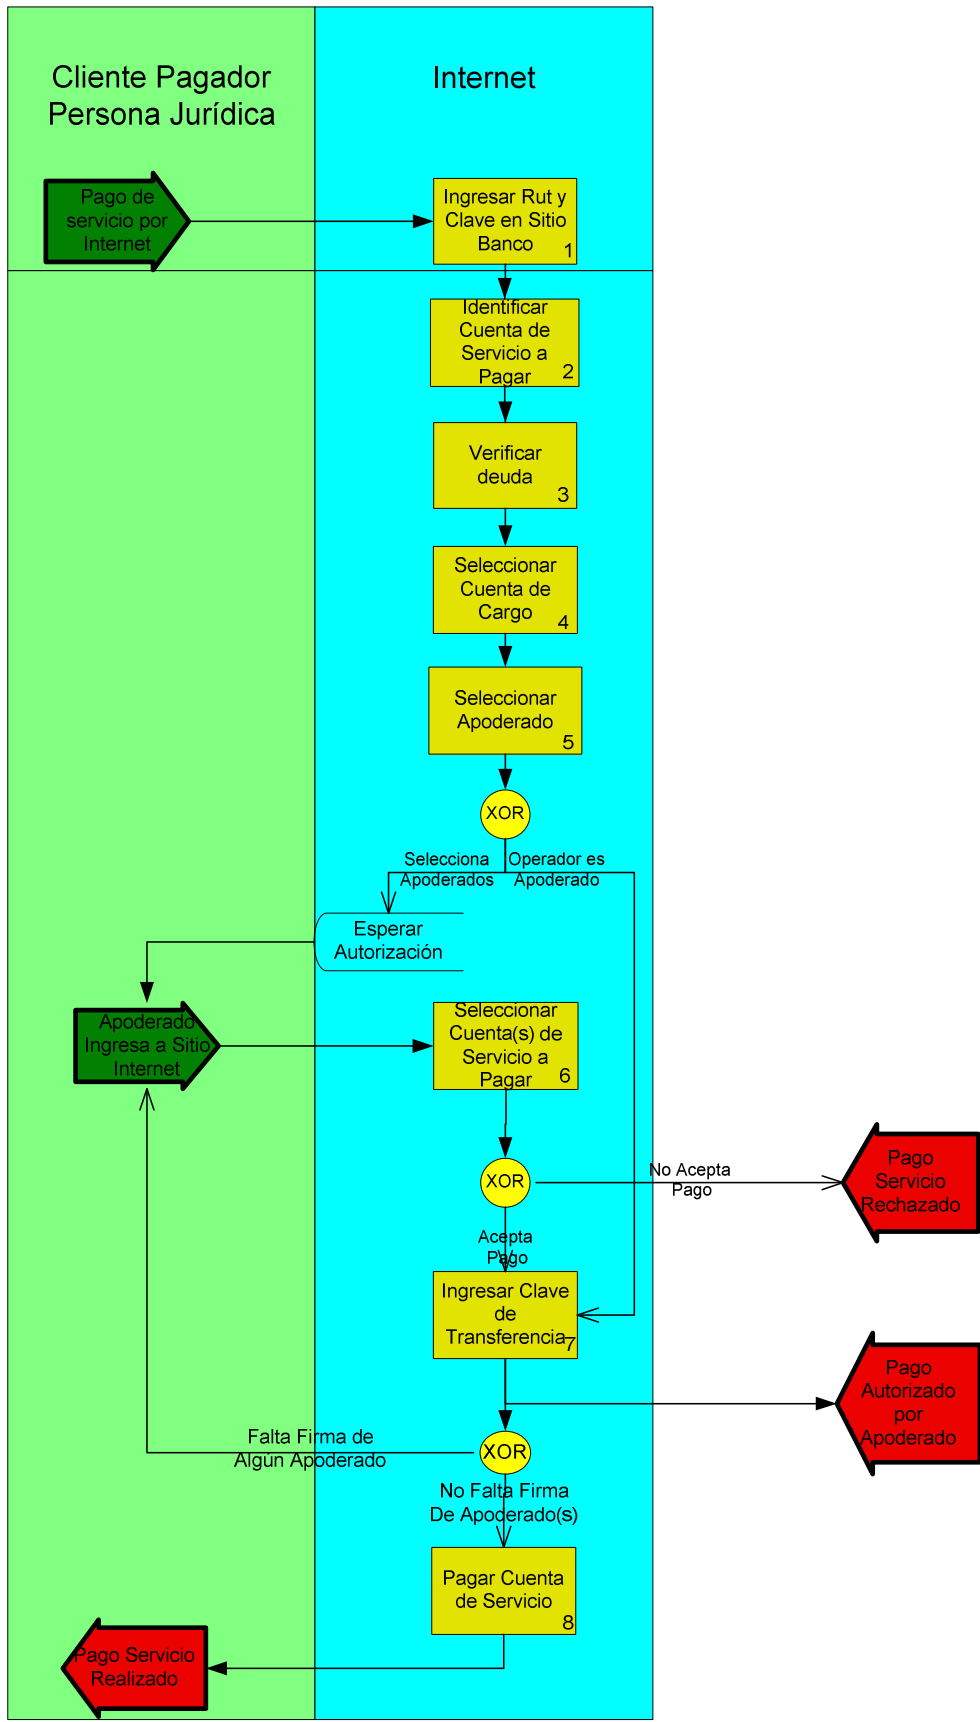 Cliente Pagador
Persona Jurídica
Internet
Pago de
servicio por
Internet
Ingresar Rut y
Clave en Sitio
Banco
1
Identificar
Cuenta de
Servicio a
Pagar
2
Verificar
deuda
3
Seleccionar
Cuenta de
Cargo
4
Seleccionar
Apoderado
5
XOR
Selecciona
Apoderados
Operador es
Apoderado
Esperar
Autorización
Apoderado
Ingresa a Sitio
Internet
Seleccionar
Cuenta(s) de
Servicio a
Pagar
6
XOR
No Acepta
Pago
Pago
Servicio
Rechazado
Acepta
Pago
Ingresar Clave
de
Transferencia
7
Pago
Autorizado
por
Apoderado
XOR
Falta Firma de
Algún Apoderado
No Falta Firma
De Apoderado(s)
Pagar Cuenta
de Servicio
8
Pago Servicio
Realizado